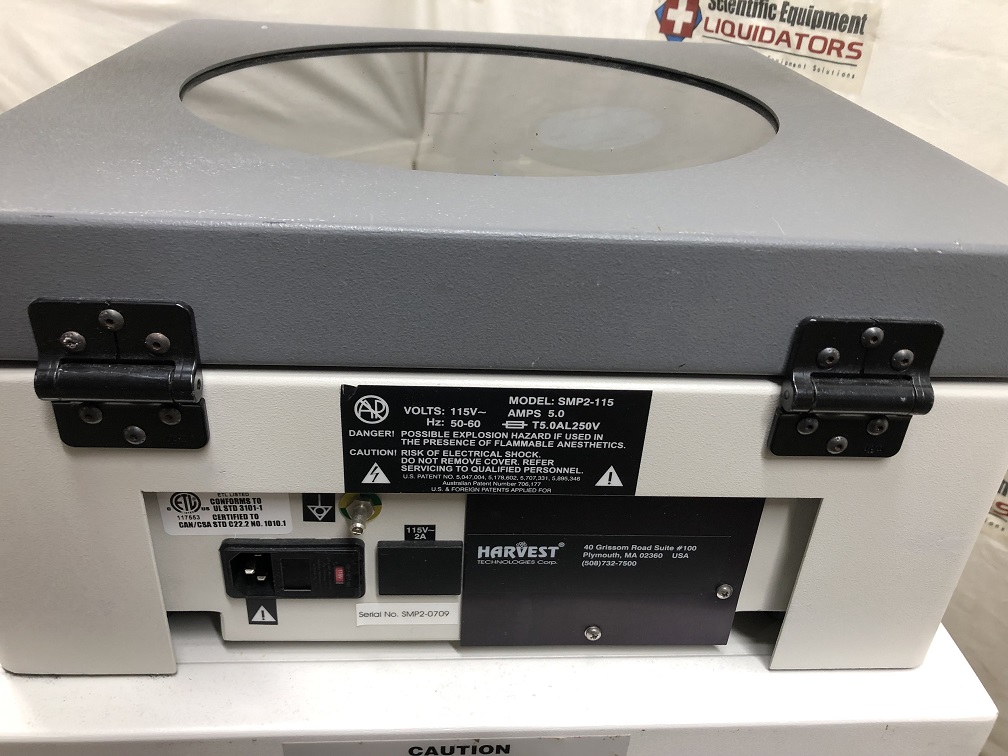 Scientific Equipment
LIQUIDATORS
Equipment Solutions
MODEL: SMP2-115
VOLTS: 115V~ AMPS 5.0
Hz: 50-60 T5.0AL250V
DANGER! POSSIBLE EXPLOSION HAZARD IF USED IN
THE PRESENCE OF FLAMMABLE ANESTHETICS.
CAUTION! RISK OF ELECTRICAL SHOCK.
DO NOT REMOVE COVER. REFER
SERVICING TO QUALIFIED PERSONNEL.
U.S. PATENT NO. 5,047,004, 5,178,602, 5,707,331, 5,895,346
Australian Patent Number 706,177
U.S. & FOREIGN PATENTS APPLIED FOR
ETL LISTED
CONFORMS TO
UL STD 3101-1
CERTIFIED TO
CAN/CSA STD C22.2 NO. 1010.1
c ETL us
117663
115V~
2A
HARVEST®
TECHNOLOGIES Corp.
40 Grissom Road Suite #100
Plymouth, MA 02360 USA
(508)732-7500
Serial No. SMP2-0709
CAUTION